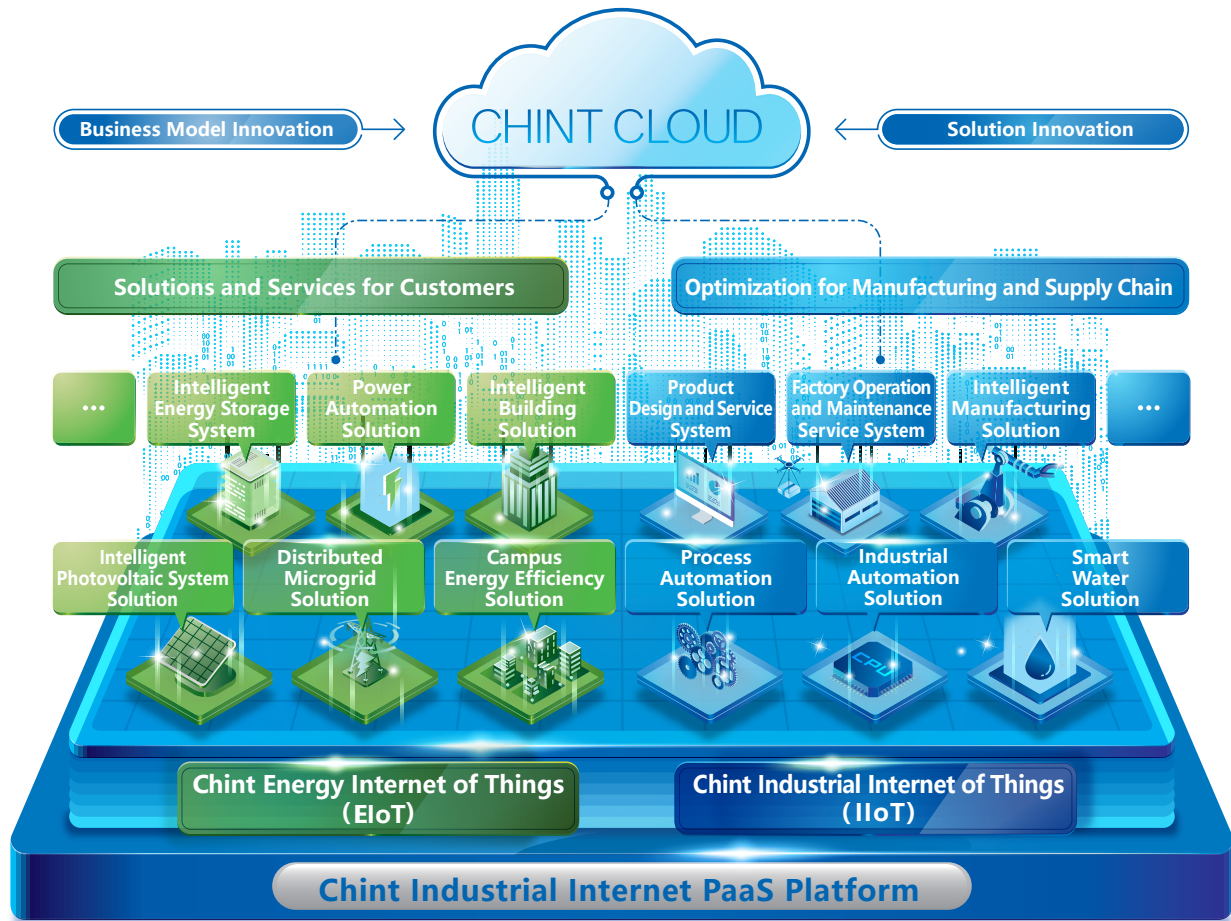 CHINT CLOUD
Business Model Innovation
Solution Innovation
Solutions and Services for Customers
Optimization for Manufacturing and Supply Chain
...
Intelligent
Energy Storage
System
Power
Automation
Solution
Intelligent
Building
Solution
Product
Design and Service
System
Factory Operation
and Maintenance
Service System
Intelligent
Manufacturing
Solution
...
Intelligent
Photovoltaic System
Solution
Distributed
Microgrid
Solution
Campus
Energy Efficiency
Solution
Process
Automation
Solution
Industrial
Automation
Solution
Smart
Water
Solution
CPU
Chint Energy Internet of Things
(EIoT)
Chint Industrial Internet of Things
(IIoT)
Chint Industrial Internet PaaS Platform